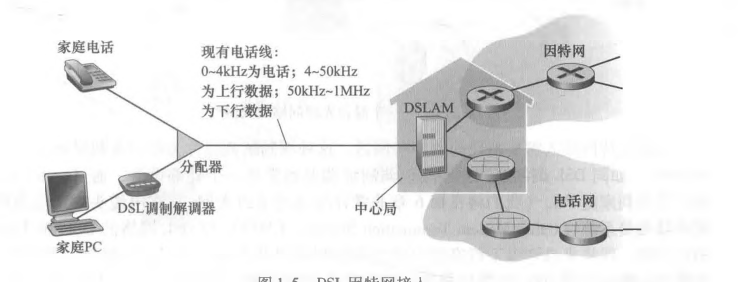 家庭电话
现有电话线：
0~4kHz为电话；4~50kHz
为上行数据；50kHz~1MHz
为下行数据
因特网
DSLAM
分配器
DSL调制解调器
家庭PC
中心局
电话网
图 1-5 DSL 因特网接入